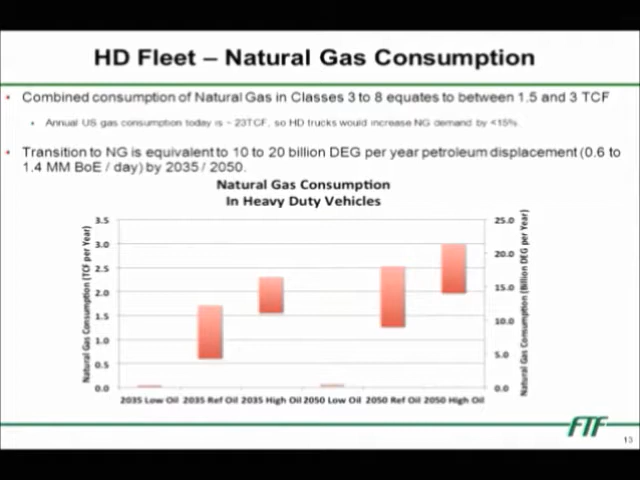 HD Fleet – Natural Gas Consumption
• Combined consumption of Natural Gas in Classes 3 to 8 equates to between 1.5 and 3 TCF
• Annual US gas consumption today is ~ 23TCF, so HD trucks would increase NG demand by <15%
• Transition to NG is equivalent to 10 to 20 billion DEG per year petroleum displacement (0.6 to
1.4 MM BoE / day) by 2035 / 2050.
Natural Gas Consumption
In Heavy Duty Vehicles
Natural Gas Consumption (TCF per Year)
3.5
3.0
2.5
2.0
1.5
1.0
0.5
0.0
25.0
20.0
15.0
10.0
5.0
0.0
Natural Gas Consumption (Billion DEG per Year)
2035 Low Oil 2035 Ref Oil 2035 High Oil 2050 Low Oil 2050 Ref Oil 2050 High Oil
FTF
13